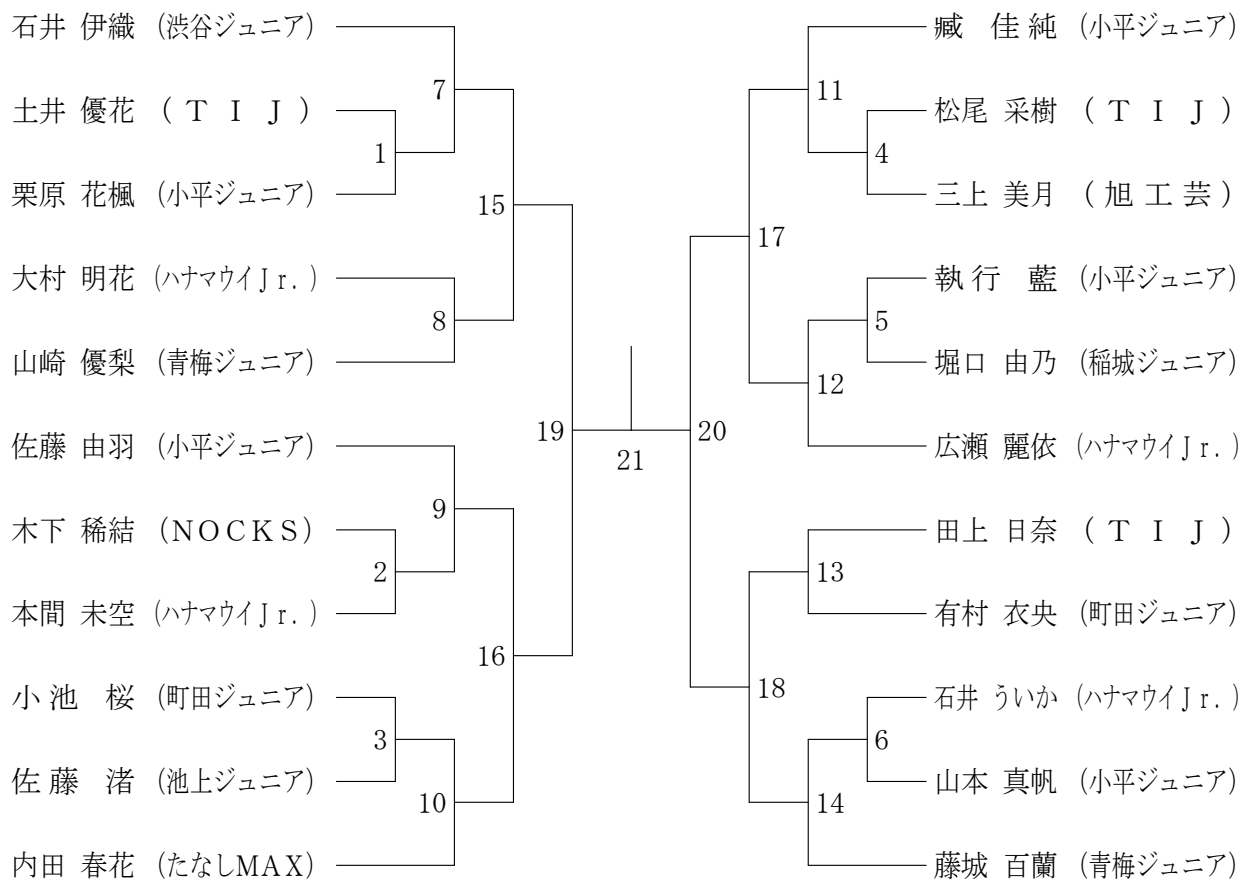 石井 伊織 (渋谷ジュニア)
土井 優花 (ＴＩＪ)
栗原 花楓 (小平ジュニア)
大村 明花 (ハナマウイＪｒ.)
山崎 優梨 (青梅ジュニア)
佐藤 由羽 (小平ジュニア)
木下 稀結 (ＮＯＣＫＳ)
本間 未空 (ハナマウイＪｒ.)
小池 桜 (町田ジュニア)
佐藤 渚 (池上ジュニア)
内田 春花 (たなしＭＡＸ)
7
1
15
8
19
9
2
16
3
10
21
20
11
4
17
5
12
13
18
6
14
臧 佳純 (小平ジュニア)
松尾 采樹 (ＴＩＪ)
三上 美月 (旭工芸)
執行 藍 (小平ジュニア)
堀口 由乃 (稲城ジュニア)
広瀬 麗依 (ハナマウイＪｒ.)
田上 日奈 (ＴＩＪ)
有村 衣央 (町田ジュニア)
石井 ういか (ハナマウイＪｒ.)
山本 真帆 (小平ジュニア)
藤城 百蘭 (青梅ジュニア)